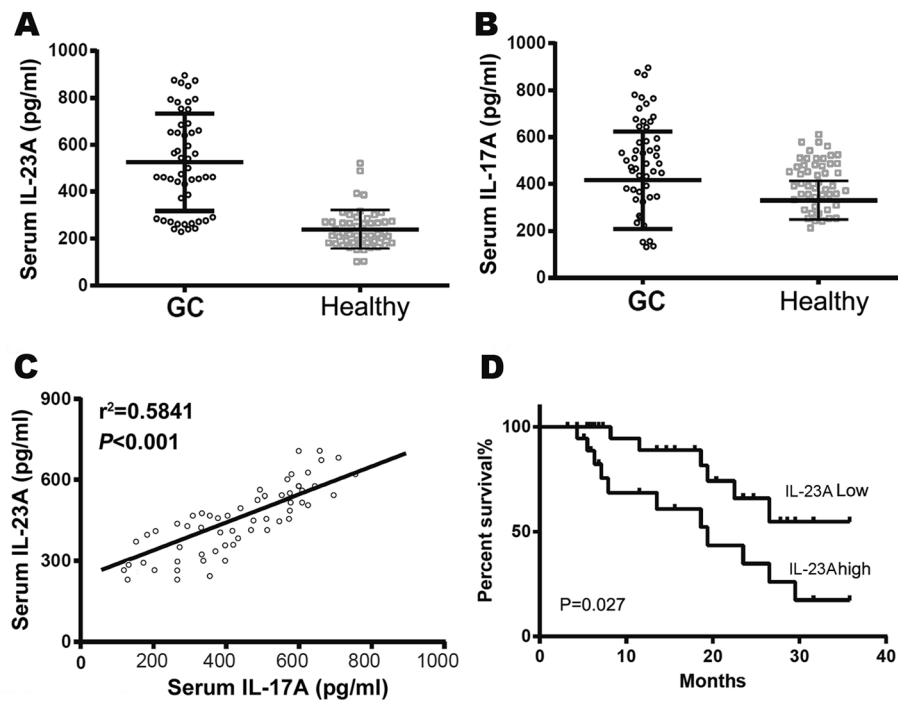 A
Serum IL-23A (pg/ml)
1000
800
600
400
200
0
GC
Healthy
B
Serum IL-17A (pg/ml)
1000
800
600
400
200
0
GC
Healthy
C
Serum IL-23A (pg/ml)
900
600
300
0
r²=0.5841
P<0.001
0
200
400
600
800
1000
Serum IL-17A (pg/ml)
D
Percent survival%
100
50
0
IL-23A Low
IL-23Ahigh
P=0.027
0
10
20
30
40
Months